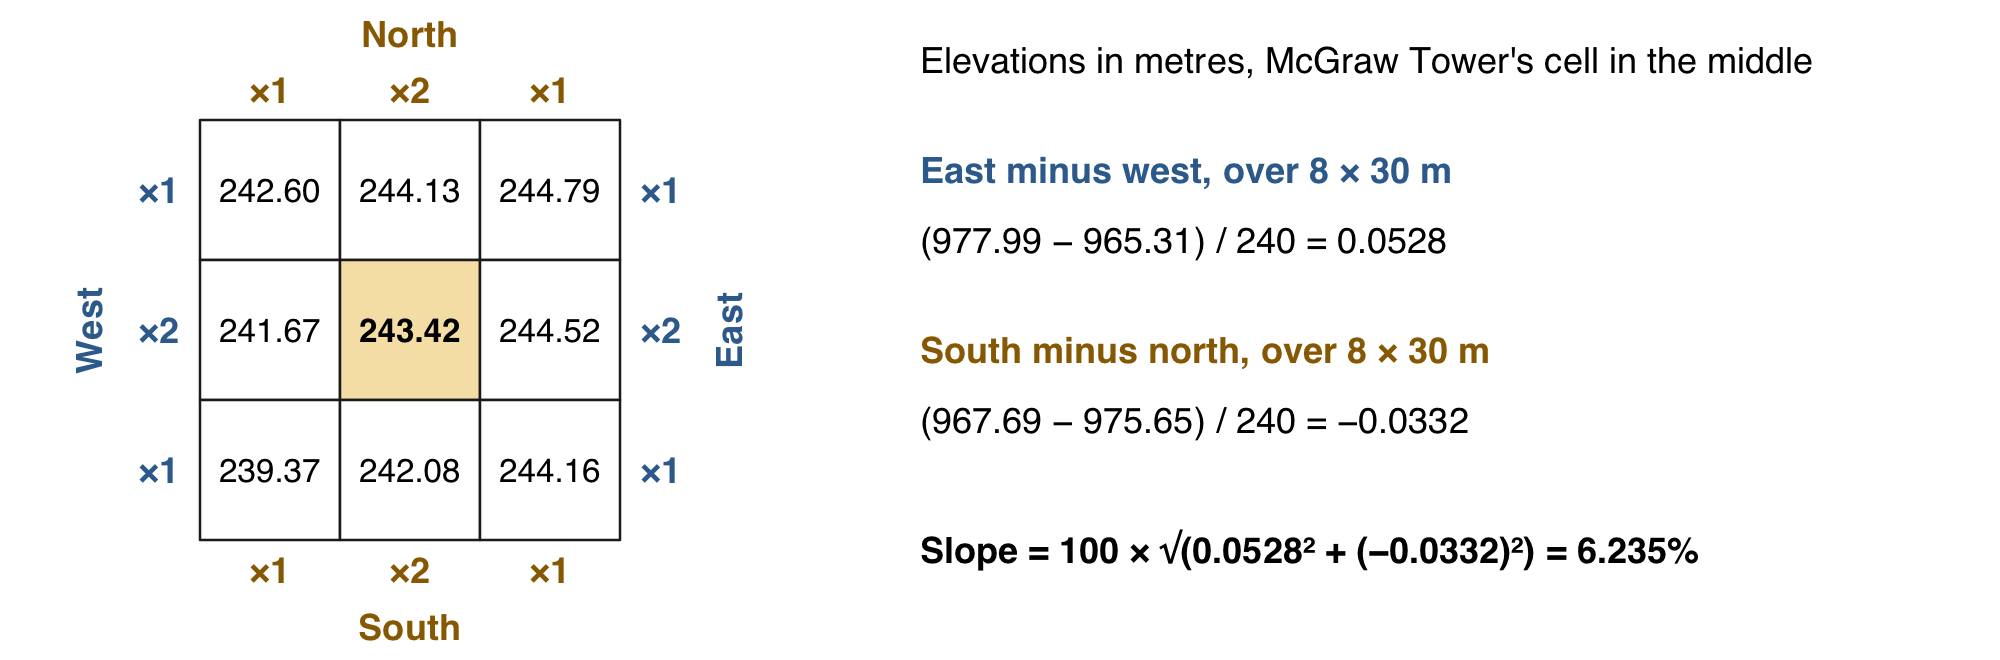 North
×1 ×2 ×1
×1 242.60 244.13 244.79 ×1
West ×2 241.67 243.42 244.52 ×2 East
×1 239.37 242.08 244.16 ×1
×1 ×2 ×1
South
Elevations in metres, McGraw Tower's cell in the middle
East minus west, over 8 × 30 m
(977.99 – 965.31) / 240 = 0.0528
South minus north, over 8 × 30 m
(967.69 – 975.65) / 240 = –0.0332
Slope = 100 × √(0.0528² + (–0.0332)²) = 6.235%